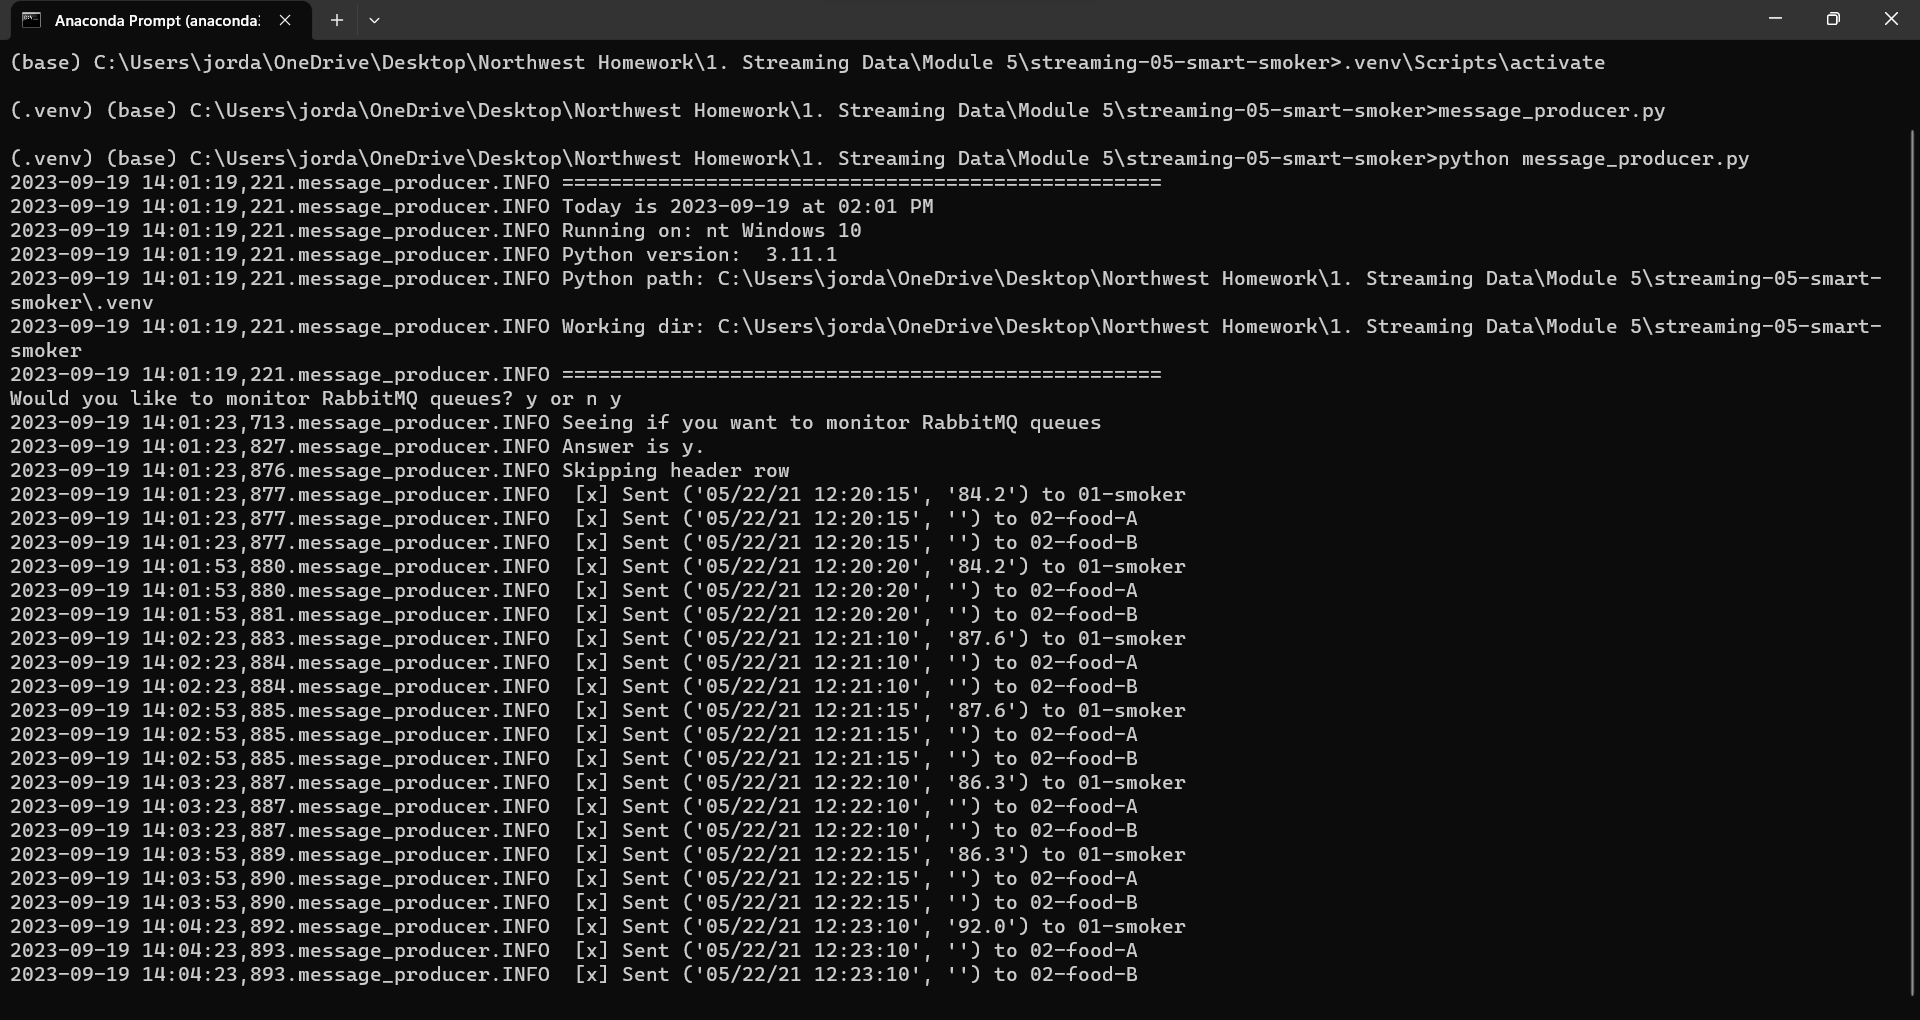 Anaconda Prompt (anaconda:
(base) C:\Users\jorda\OneDrive\Desktop\Northwest Homework\1. Streaming Data\Module 5\streaming-05-smart-smoker>.venv\Scripts\activate
(.venv) (base) C:\Users\jorda\OneDrive\Desktop\Northwest Homework\1. Streaming Data\Module 5\streaming-05-smart-smoker>message_producer.py
(.venv) (base) C:\Users\jorda\OneDrive\Desktop\Northwest Homework\1. Streaming Data\Module 5\streaming-05-smart-smoker>python message_producer.py
2023-09-19 14:01:19,221.message_producer.INFO ==================================================
2023-09-19 14:01:19,221.message_producer.INFO Today is 2023-09-19 at 02:01 PM
2023-09-19 14:01:19,221.message_producer.INFO Running on: nt Windows 10
2023-09-19 14:01:19,221.message_producer.INFO Python version:  3.11.1
2023-09-19 14:01:19,221.message_producer.INFO Python path: C:\Users\jorda\OneDrive\Desktop\Northwest Homework\1. Streaming Data\Module 5\streaming-05-smart-
smoker\.venv
2023-09-19 14:01:19,221.message_producer.INFO Working dir: C:\Users\jorda\OneDrive\Desktop\Northwest Homework\1. Streaming Data\Module 5\streaming-05-smart-
smoker
2023-09-19 14:01:19,221.message_producer.INFO ==================================================
Would you like to monitor RabbitMQ queues? y or n y
2023-09-19 14:01:23,713.message_producer.INFO Seeing if you want to monitor RabbitMQ queues
2023-09-19 14:01:23,827.message_producer.INFO Answer is y.
2023-09-19 14:01:23,876.message_producer.INFO Skipping header row
2023-09-19 14:01:23,877.message_producer.INFO  [x] Sent ('05/22/21 12:20:15', '84.2') to 01-smoker
2023-09-19 14:01:23,877.message_producer.INFO  [x] Sent ('05/22/21 12:20:15', '') to 02-food-A
2023-09-19 14:01:23,877.message_producer.INFO  [x] Sent ('05/22/21 12:20:15', '') to 02-food-B
2023-09-19 14:01:53,880.message_producer.INFO  [x] Sent ('05/22/21 12:20:20', '84.2') to 01-smoker
2023-09-19 14:01:53,880.message_producer.INFO  [x] Sent ('05/22/21 12:20:20', '') to 02-food-A
2023-09-19 14:01:53,881.message_producer.INFO  [x] Sent ('05/22/21 12:20:20', '') to 02-food-B
2023-09-19 14:02:23,883.message_producer.INFO  [x] Sent ('05/22/21 12:21:10', '87.6') to 01-smoker
2023-09-19 14:02:23,884.message_producer.INFO  [x] Sent ('05/22/21 12:21:10', '') to 02-food-A
2023-09-19 14:02:23,884.message_producer.INFO  [x] Sent ('05/22/21 12:21:10', '') to 02-food-B
2023-09-19 14:02:53,885.message_producer.INFO  [x] Sent ('05/22/21 12:21:15', '87.6') to 01-smoker
2023-09-19 14:02:53,885.message_producer.INFO  [x] Sent ('05/22/21 12:21:15', '') to 02-food-A
2023-09-19 14:02:53,885.message_producer.INFO  [x] Sent ('05/22/21 12:21:15', '') to 02-food-B
2023-09-19 14:03:23,887.message_producer.INFO  [x] Sent ('05/22/21 12:22:10', '86.3') to 01-smoker
2023-09-19 14:03:23,887.message_producer.INFO  [x] Sent ('05/22/21 12:22:10', '') to 02-food-A
2023-09-19 14:03:23,887.message_producer.INFO  [x] Sent ('05/22/21 12:22:10', '') to 02-food-B
2023-09-19 14:03:53,889.message_producer.INFO  [x] Sent ('05/22/21 12:22:15', '86.3') to 01-smoker
2023-09-19 14:03:53,890.message_producer.INFO  [x] Sent ('05/22/21 12:22:15', '') to 02-food-A
2023-09-19 14:03:53,890.message_producer.INFO  [x] Sent ('05/22/21 12:22:15', '') to 02-food-B
2023-09-19 14:04:23,892.message_producer.INFO  [x] Sent ('05/22/21 12:23:10', '92.0') to 01-smoker
2023-09-19 14:04:23,893.message_producer.INFO  [x] Sent ('05/22/21 12:23:10', '') to 02-food-A
2023-09-19 14:04:23,893.message_producer.INFO  [x] Sent ('05/22/21 12:23:10', '') to 02-food-B